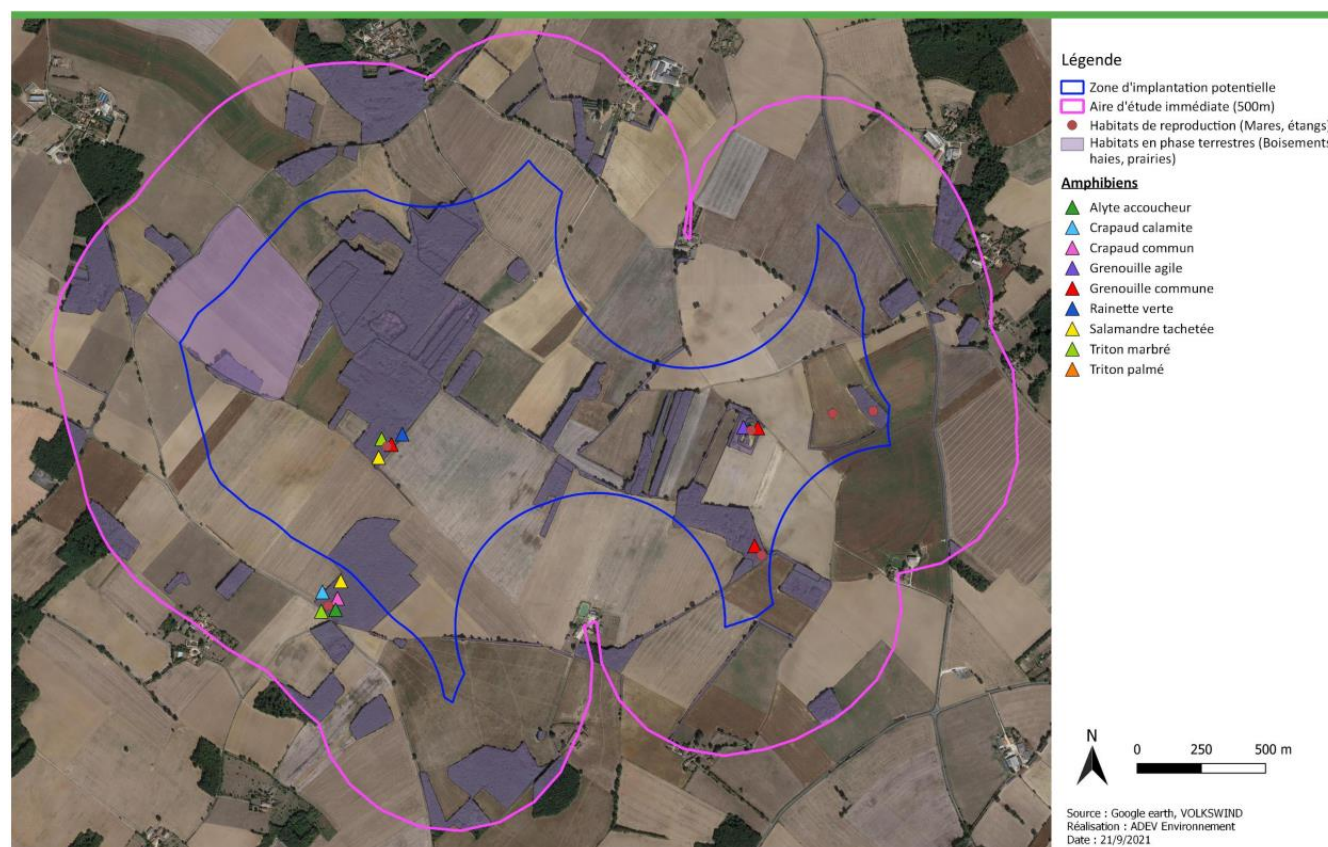 Légende
Zone d'implantation potentielle
Aire d'étude immédiate (500m)
Habitats de reproduction (Mares, étangs)
Habitats en phase terrestres (Boisements
haies, prairies)
Amphibiens
Alyte accoucheur
Crapaud calamite
Crapaud commun
Grenouille agile
Grenouille commune
Rainette verte
Salamandre tachetée
Triton marbré
Triton palmé
N
0 250 500 m
Source : Google earth, VOLKSWIND
Réalisation : ADEV Environnement
Date : 21/9/2021